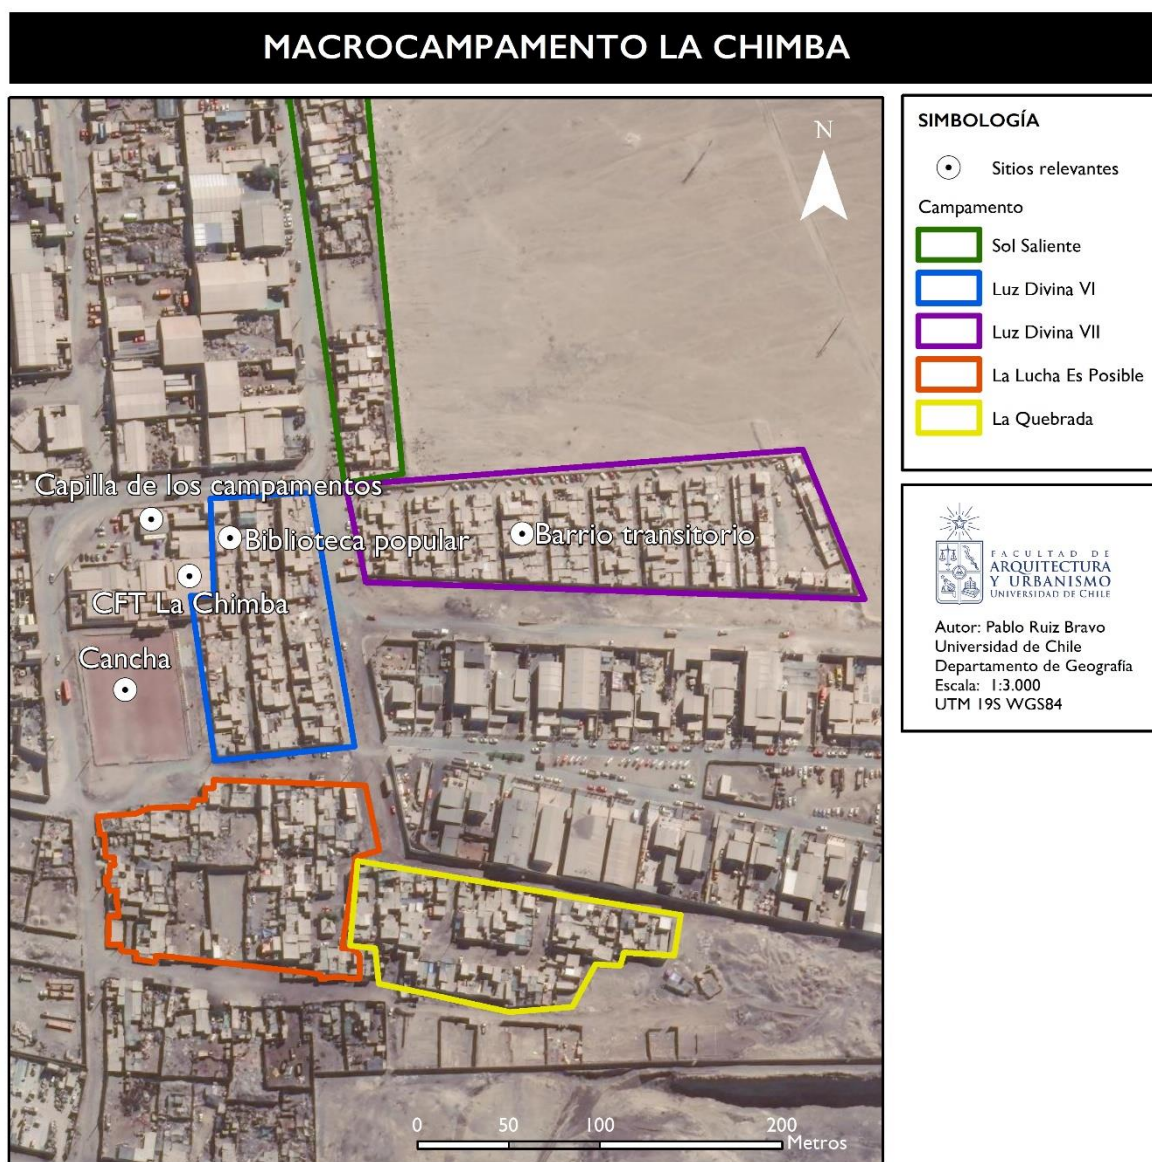 MACROCAMPAMENTO LA CHIMBA
N
Capilla de los campamentos
Biblioteca popular
Barrio transitorio
CFT La Chimba
Cancha
0 50 100 200
Metros
SIMBOLOGÍA
Sitios relevantes
Campamento
Sol Saliente
Luz Divina VI
Luz Divina VII
La Lucha Es Posible
La Quebrada
FACULTAD DE
ARQUITECTURA
Y URBANISMO
UNIVERSIDAD DE CHILE
Autor: Pablo Ruiz Bravo
Universidad de Chile
Departamento de Geografía
Escala: 1:3.000
UTM 19S WGS84